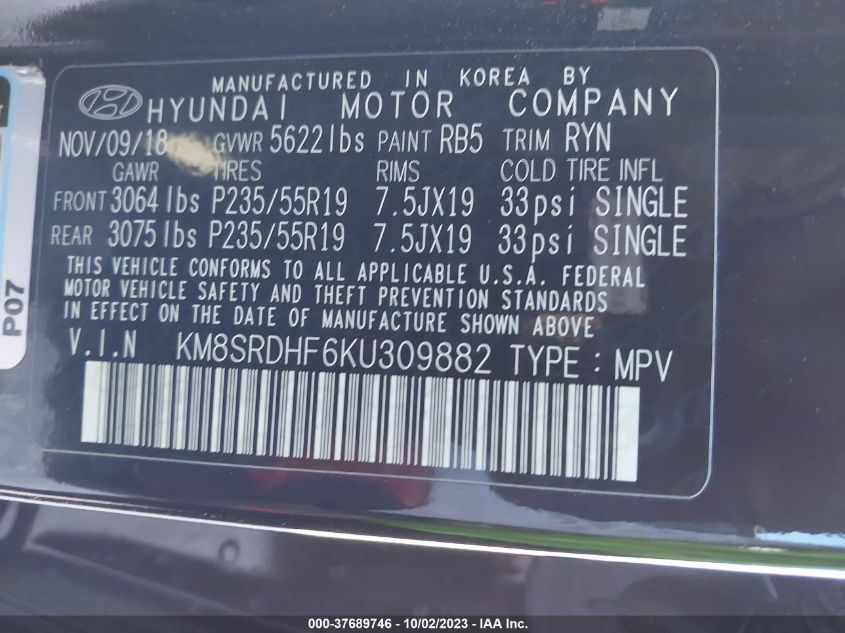 MANUFACTURED IN KOREA BY
HYUNDAI MOTOR COMPANY
NOV/09/18 GVWR 5622lbs PAINT RB5 TRIM RYN
GAWR TIRES RIMS COLD TIRE INFL
FRONT 3064lbs P235/55R19 7.5JX19 33psi SINGLE
REAR 3075lbs P235/55R19 7.5JX19 33psi SINGLE
THIS VEHICLE CONFORMS TO ALL APPLICABLE U.S.A. FEDERAL
MOTOR VEHICLE SAFETY AND THEFT PREVENTION STANDARDS
IN EFFECT ON THE DATE OF MANUFACTURE SHOWN ABOVE
V.I.N KM8SRDHF6KU309882 TYPE : MPV
P07
000-37689746 - 10/02/2023 - IAA Inc.